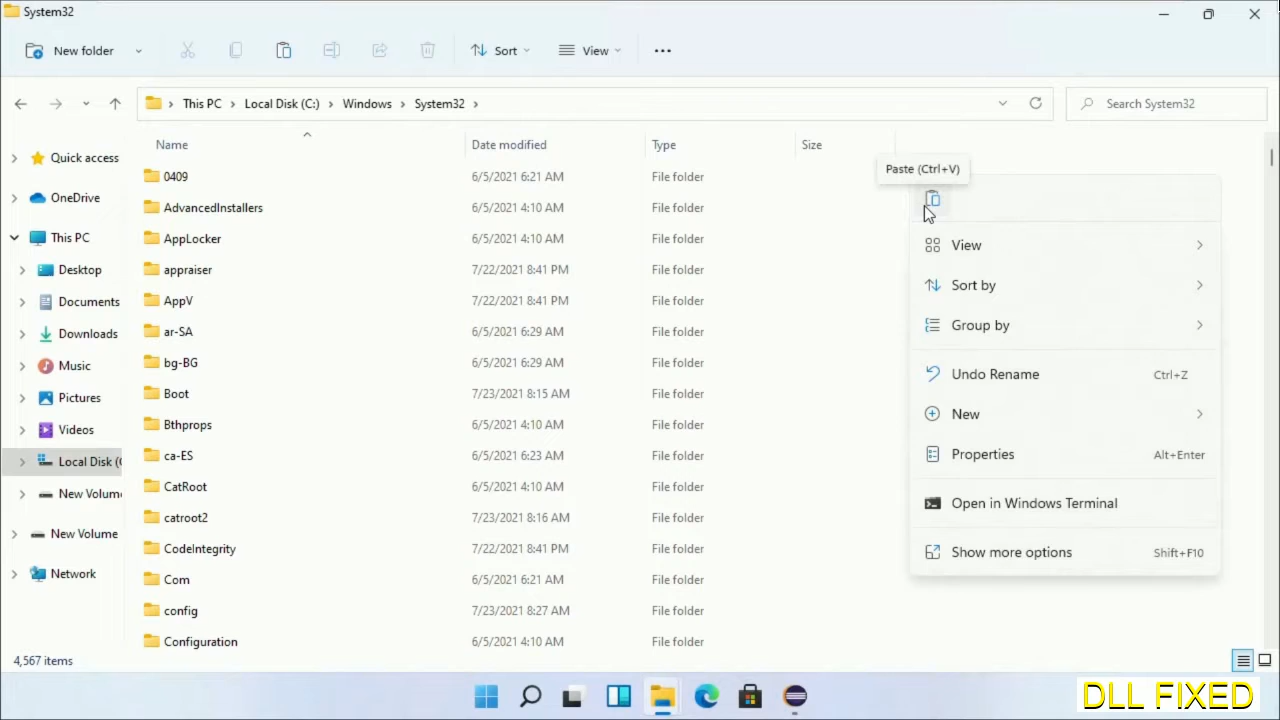 System32
New folder
Sort
View
This PC
Local Disk (C:)
Windows
System32
Search System32
Name
Date modified
Type
Size
Quick access
OneDrive
This PC
Desktop
Documents
Downloads
Music
Pictures
Videos
Local Disk (
New Volum
New Volume
Network
0409 6/5/2021 6:21 AM File folder
AdvancedInstallers 6/5/2021 4:10 AM File folder
AppLocker 6/5/2021 4:10 AM File folder
appraiser 7/22/2021 8:41 PM File folder
AppV 7/22/2021 8:41 PM File folder
ar-SA 6/5/2021 6:29 AM File folder
bg-BG 6/5/2021 6:29 AM File folder
Boot 7/23/2021 8:15 AM File folder
Bthprops 6/5/2021 4:10 AM File folder
ca-ES 6/5/2021 6:23 AM File folder
CatRoot 6/5/2021 4:10 AM File folder
catroot2 7/23/2021 8:16 AM File folder
CodeIntegrity 7/22/2021 8:41 PM File folder
Com 6/5/2021 6:21 AM File folder
config 7/23/2021 8:27 AM File folder
Configuration 6/5/2021 4:10 AM File folder
Paste (Ctrl+V)
View
Sort by
Group by
Undo Rename Ctrl+Z
New
Properties Alt+Enter
Open in Windows Terminal
Show more options Shift+F10
4,567 items
DLL FIXED